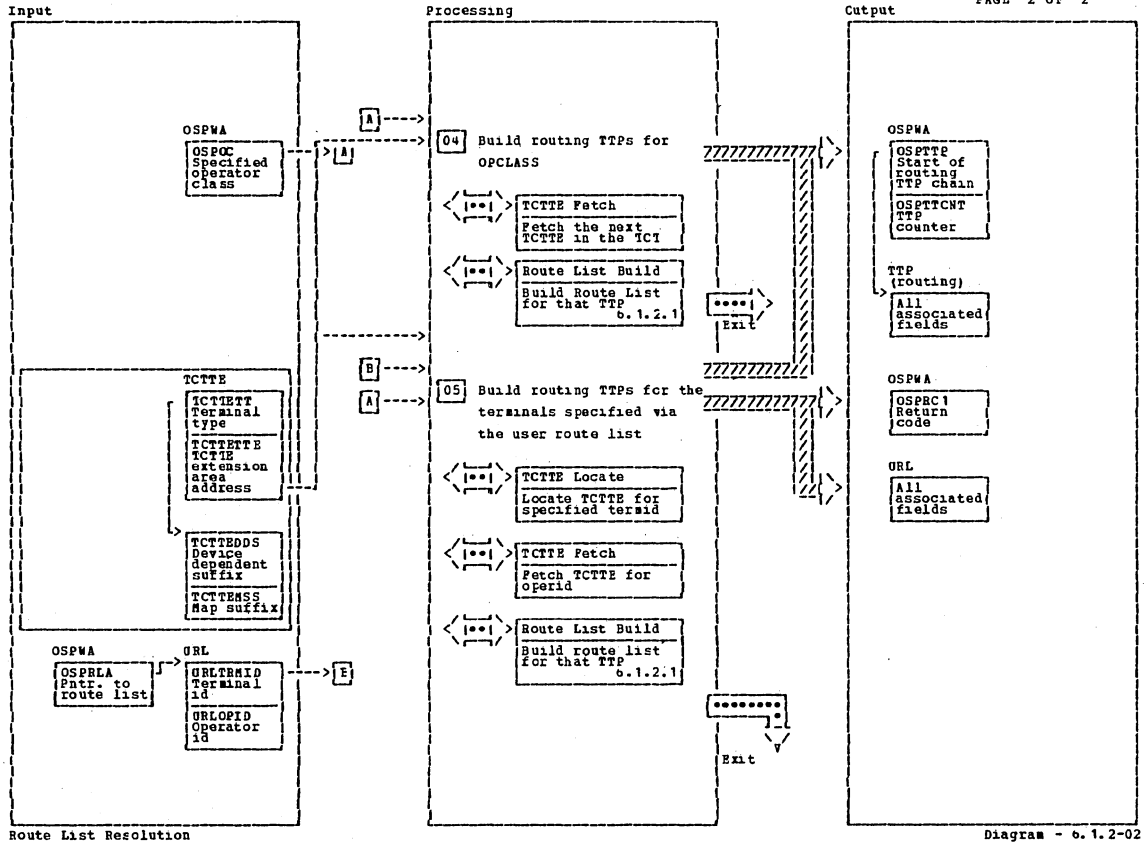 PAGE 2 OF 2
Input
Processing
Cutput
OSPWA
OSPOC
Specified
operator
class
A
A
04 Build routing TTPs for
OPCLASS
TCTTE Fetch
Fetch the next
TCTTE in the TCT
Route List Build
Build Route List
for that TTP
6.1.2.1
Exit
OSPWA
OSPTTP
Start of
routing
TTP chain
OSPTTCNT
TTP
counter
TTP
(routing)
All
associated
fields
B
A
05 Build routing TTPs for the
terminals specified via
the user route list
TCTTE
TCTTETT
Terminal
type
TCTTETTE
TCTTE
extension
area
address
TCTTEDDS
Device
dependent
suffix
TCTTEMSS
Map suffix
TCTTE Locate
Locate TCTTE for
specified termid
TCTTE Fetch
Fetch TCTTE for
operid
Route List Build
Build route list
for that TTP
6.1.2.1
Exit
OSPWA
OSPRC1
Return
code
URL
All
associated
fields
OSPWA
OSPRLA
Pntr. to
route list
URL
URLTRMID
Terminal
id
URLOPID
Operator
id
B
Route List Resolution
Diagram - 6.1.2-02